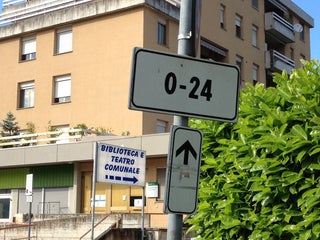 0-24
BIBLIOTECA E
TEATRO
COMUNALE